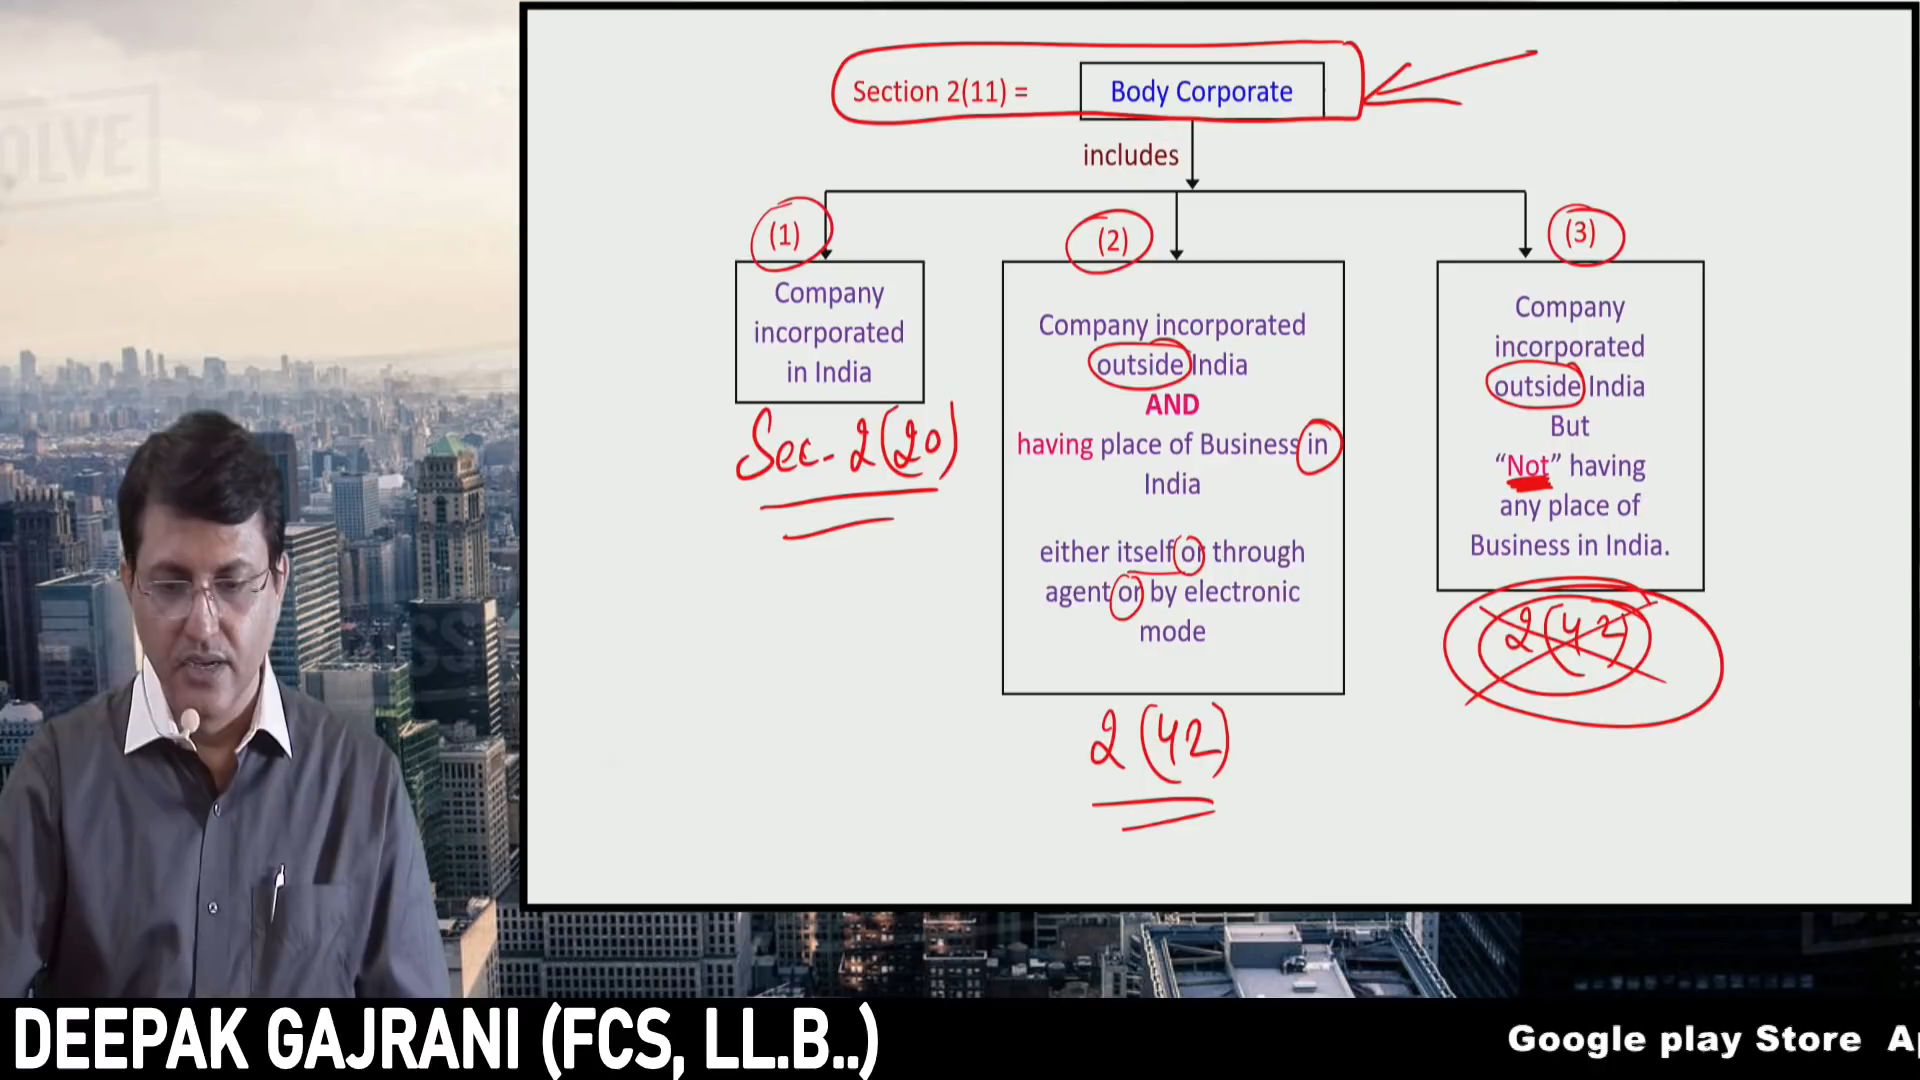 OLVE
Section 2(11) =
Body Corporate
includes
(1)
(2)
(3)
Company
incorporated
in India
Sec. 2(20)
Company incorporated
outside India
AND
having place of Business in
India
either itself or through
agent or by electronic
mode
2(42)
Company
incorporated
outside India
But
“Not” having
any place of
Business in India.
2(42)
DEEPAK GAJRANI (FCS, LL.B..)
Google play Store